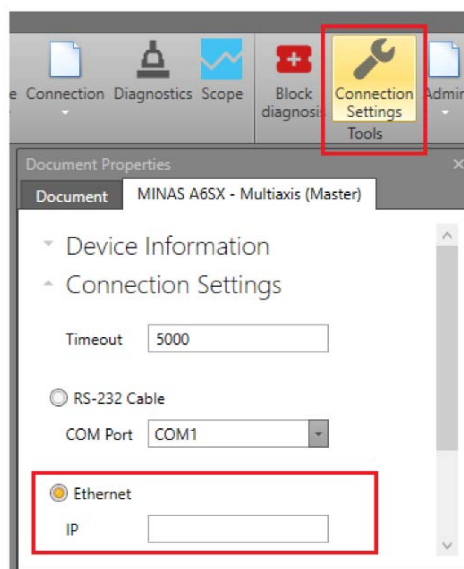 e Connection Diagnostics Scope Block diagnosis Connection Settings Admin
Tools
Document Properties
Document MINAS A6SX - Multiaxis (Master)
Device Information
Connection Settings
Timeout 5000
RS-232 Cable
COM Port COM1
Ethernet
IP